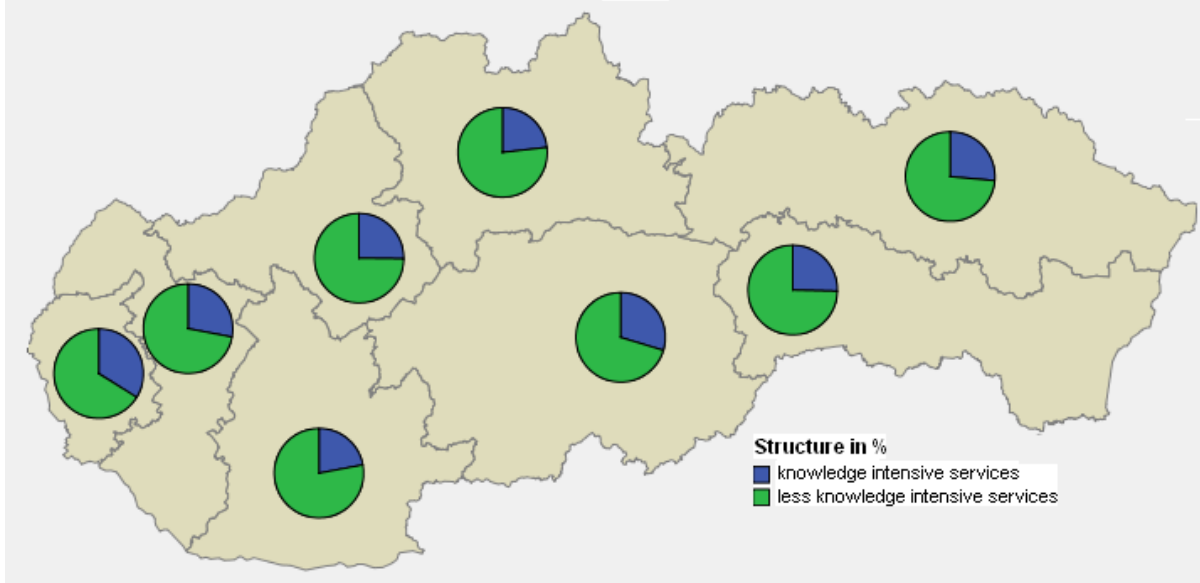 Structure in %
knowledge intensive services
less knowledge intensive services